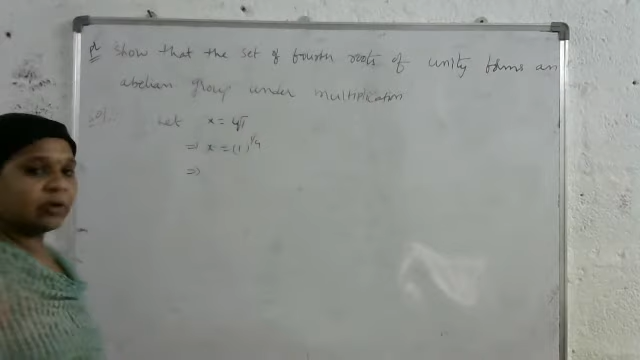 Q. Show that the set of fourth roots of unity forms an
abelian group under multiplication
Sol:- Let x = ∜1
⇒ x = (1)^1/4
⇒